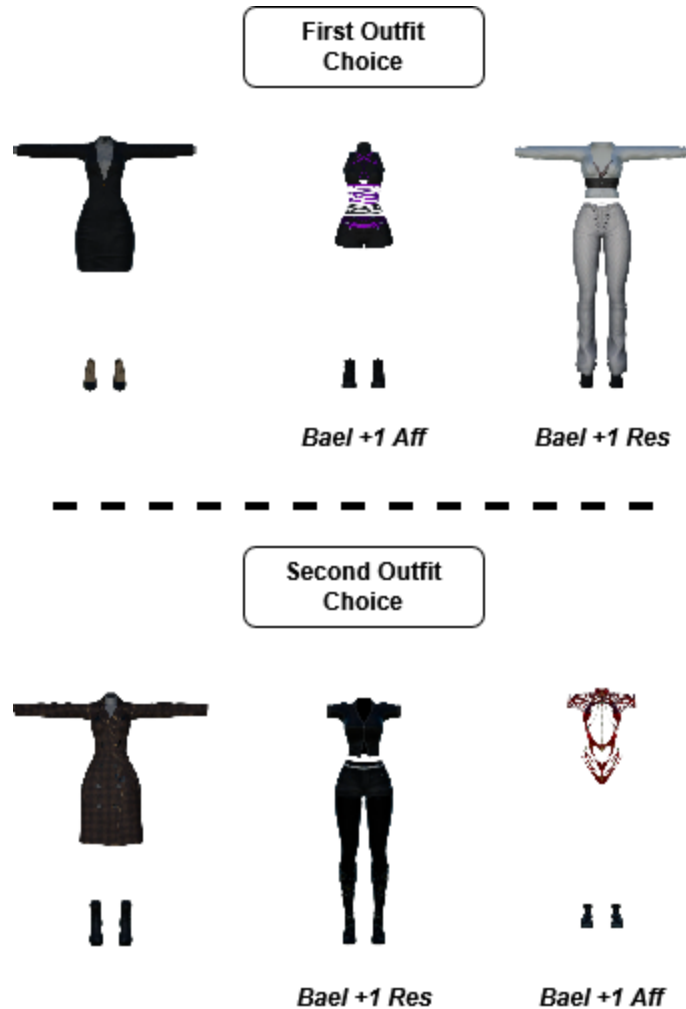 First Outfit
Choice
Bael +1 Aff
Bael +1 Res
Second Outfit
Choice
Bael +1 Res
Bael +1 Aff